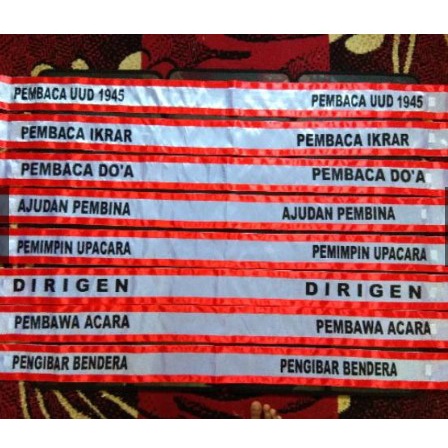 PEMBACA UUD 1945 PEMBACA UUD 1945
PEMBACA IKRAR PEMBACA IKRAR
PEMBACA DO'A PEMBACA DO'A
AJUDAN PEMBINA AJUDAN PEMBINA
PEMIMPIN UPACARA PEMIMPIN UPACARA
DIRIGEN DIRIGEN
PEMBAWA ACARA PEMBAWA ACARA
PENGIBAR BENDERA PENGIBAR BENDERA